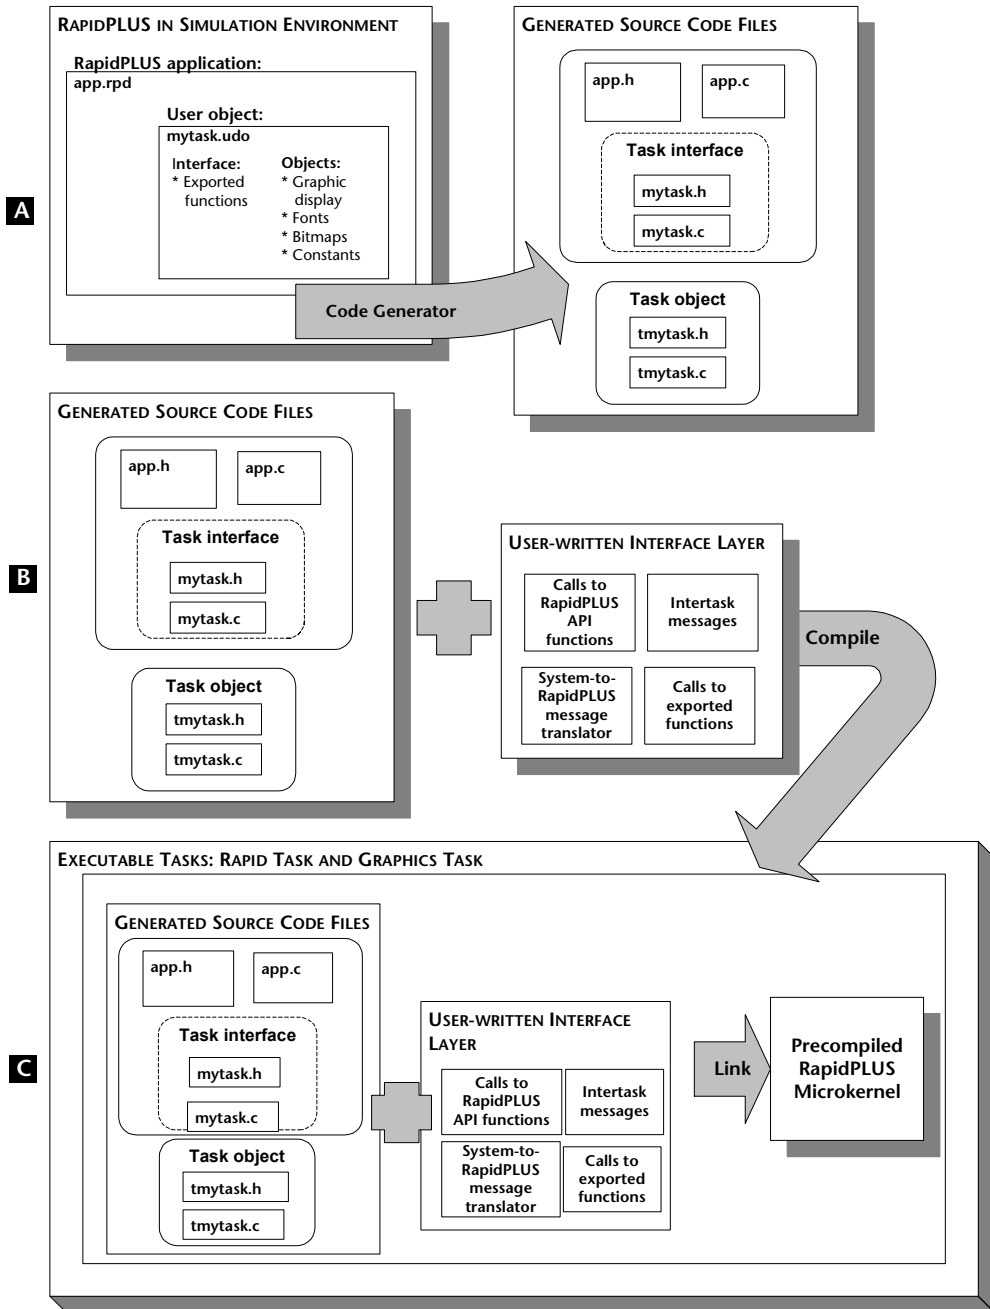 RAPIDPLUS IN SIMULATION ENVIRONMENT
RapidPLUS application:
app.rpd
User object:
mytask.udo
Interface:
* Exported
functions
Objects:
* Graphic
display
* Fonts
* Bitmaps
* Constants
Code Generator
GENERATED SOURCE CODE FILES
app.h
app.c
Task interface
mytask.h
mytask.c
Task object
tmytask.h
tmytask.c
A
GENERATED SOURCE CODE FILES
app.h
app.c
Task interface
mytask.h
mytask.c
Task object
tmytask.h
tmytask.c
B
USER-WRITTEN INTERFACE LAYER
Calls to
RapidPLUS
API
functions
Intertask
messages
System-to-
RapidPLUS
message
translator
Calls to
exported
functions
Compile
EXECUTABLE TASKS: RAPID TASK AND GRAPHICS TASK
GENERATED SOURCE CODE FILES
app.h
app.c
Task interface
mytask.h
mytask.c
Task object
tmytask.h
tmytask.c
C
USER-WRITTEN INTERFACE
LAYER
Calls to
RapidPLUS
API functions
Intertask
messages
System-to-
RapidPLUS
message
translator
Calls to
exported
functions
Link
Precompiled
RapidPLUS
Microkernel